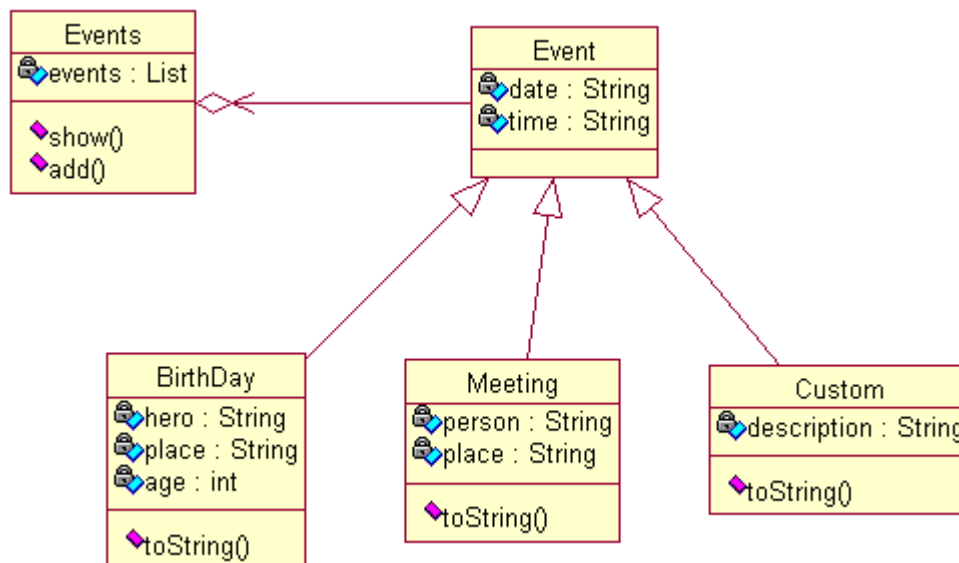 Events
events : List
show()
add()
Event
date : String
time : String
BirthDay
hero : String
place : String
age : int
toString()
Meeting
person : String
place : String
toString()
Custom
description : String
toString()